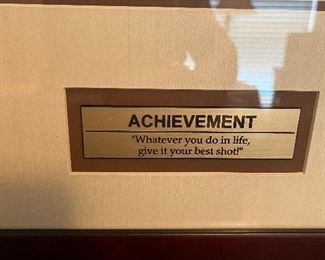 ACHIEVEMENT
"Whatever you do in life,
give it your best shot!"